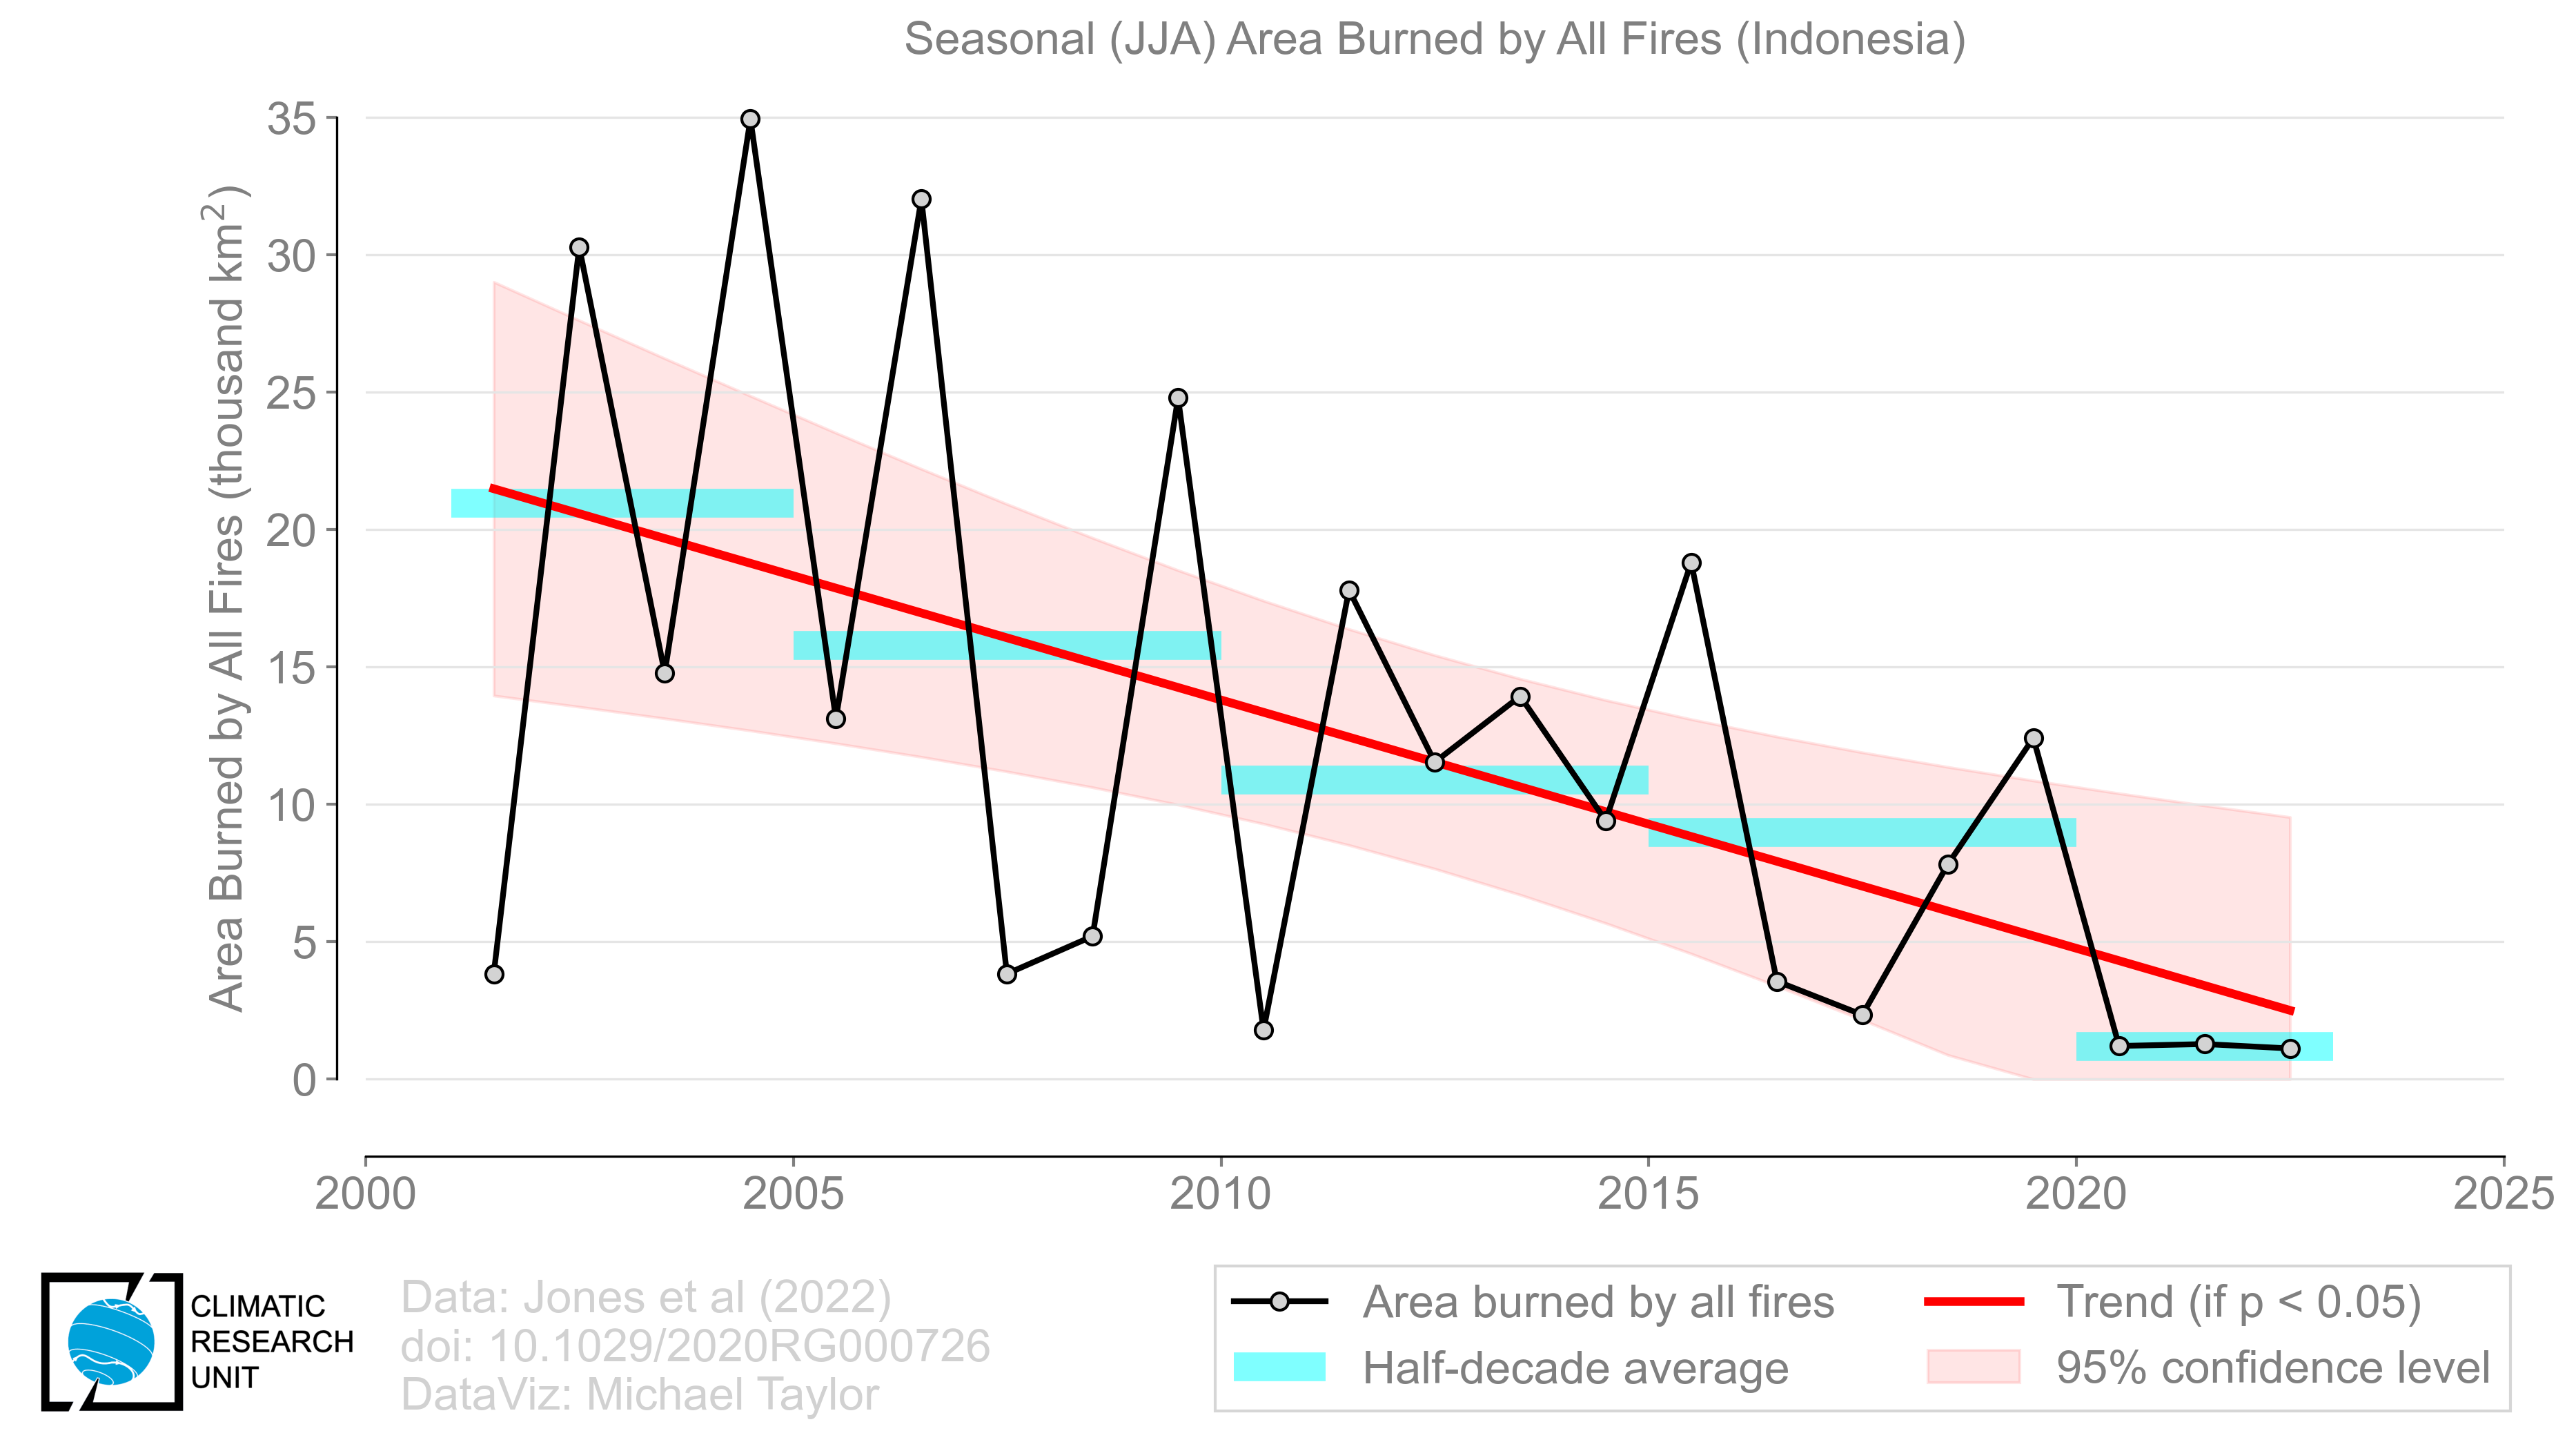 Seasonal (JJA) Area Burned by All Fires (Indonesia)
Area Burned by All Fires (thousand km²)
35
30
25
20
15
10
5
0
2000 2005 2010 2015 2020 2025
CLIMATIC
RESEARCH
UNIT
Data: Jones et al (2022)
doi: 10.1029/2020RG000726
DataViz: Michael Taylor
Area burned by all fires
Half-decade average
Trend (if p < 0.05)
95% confidence level